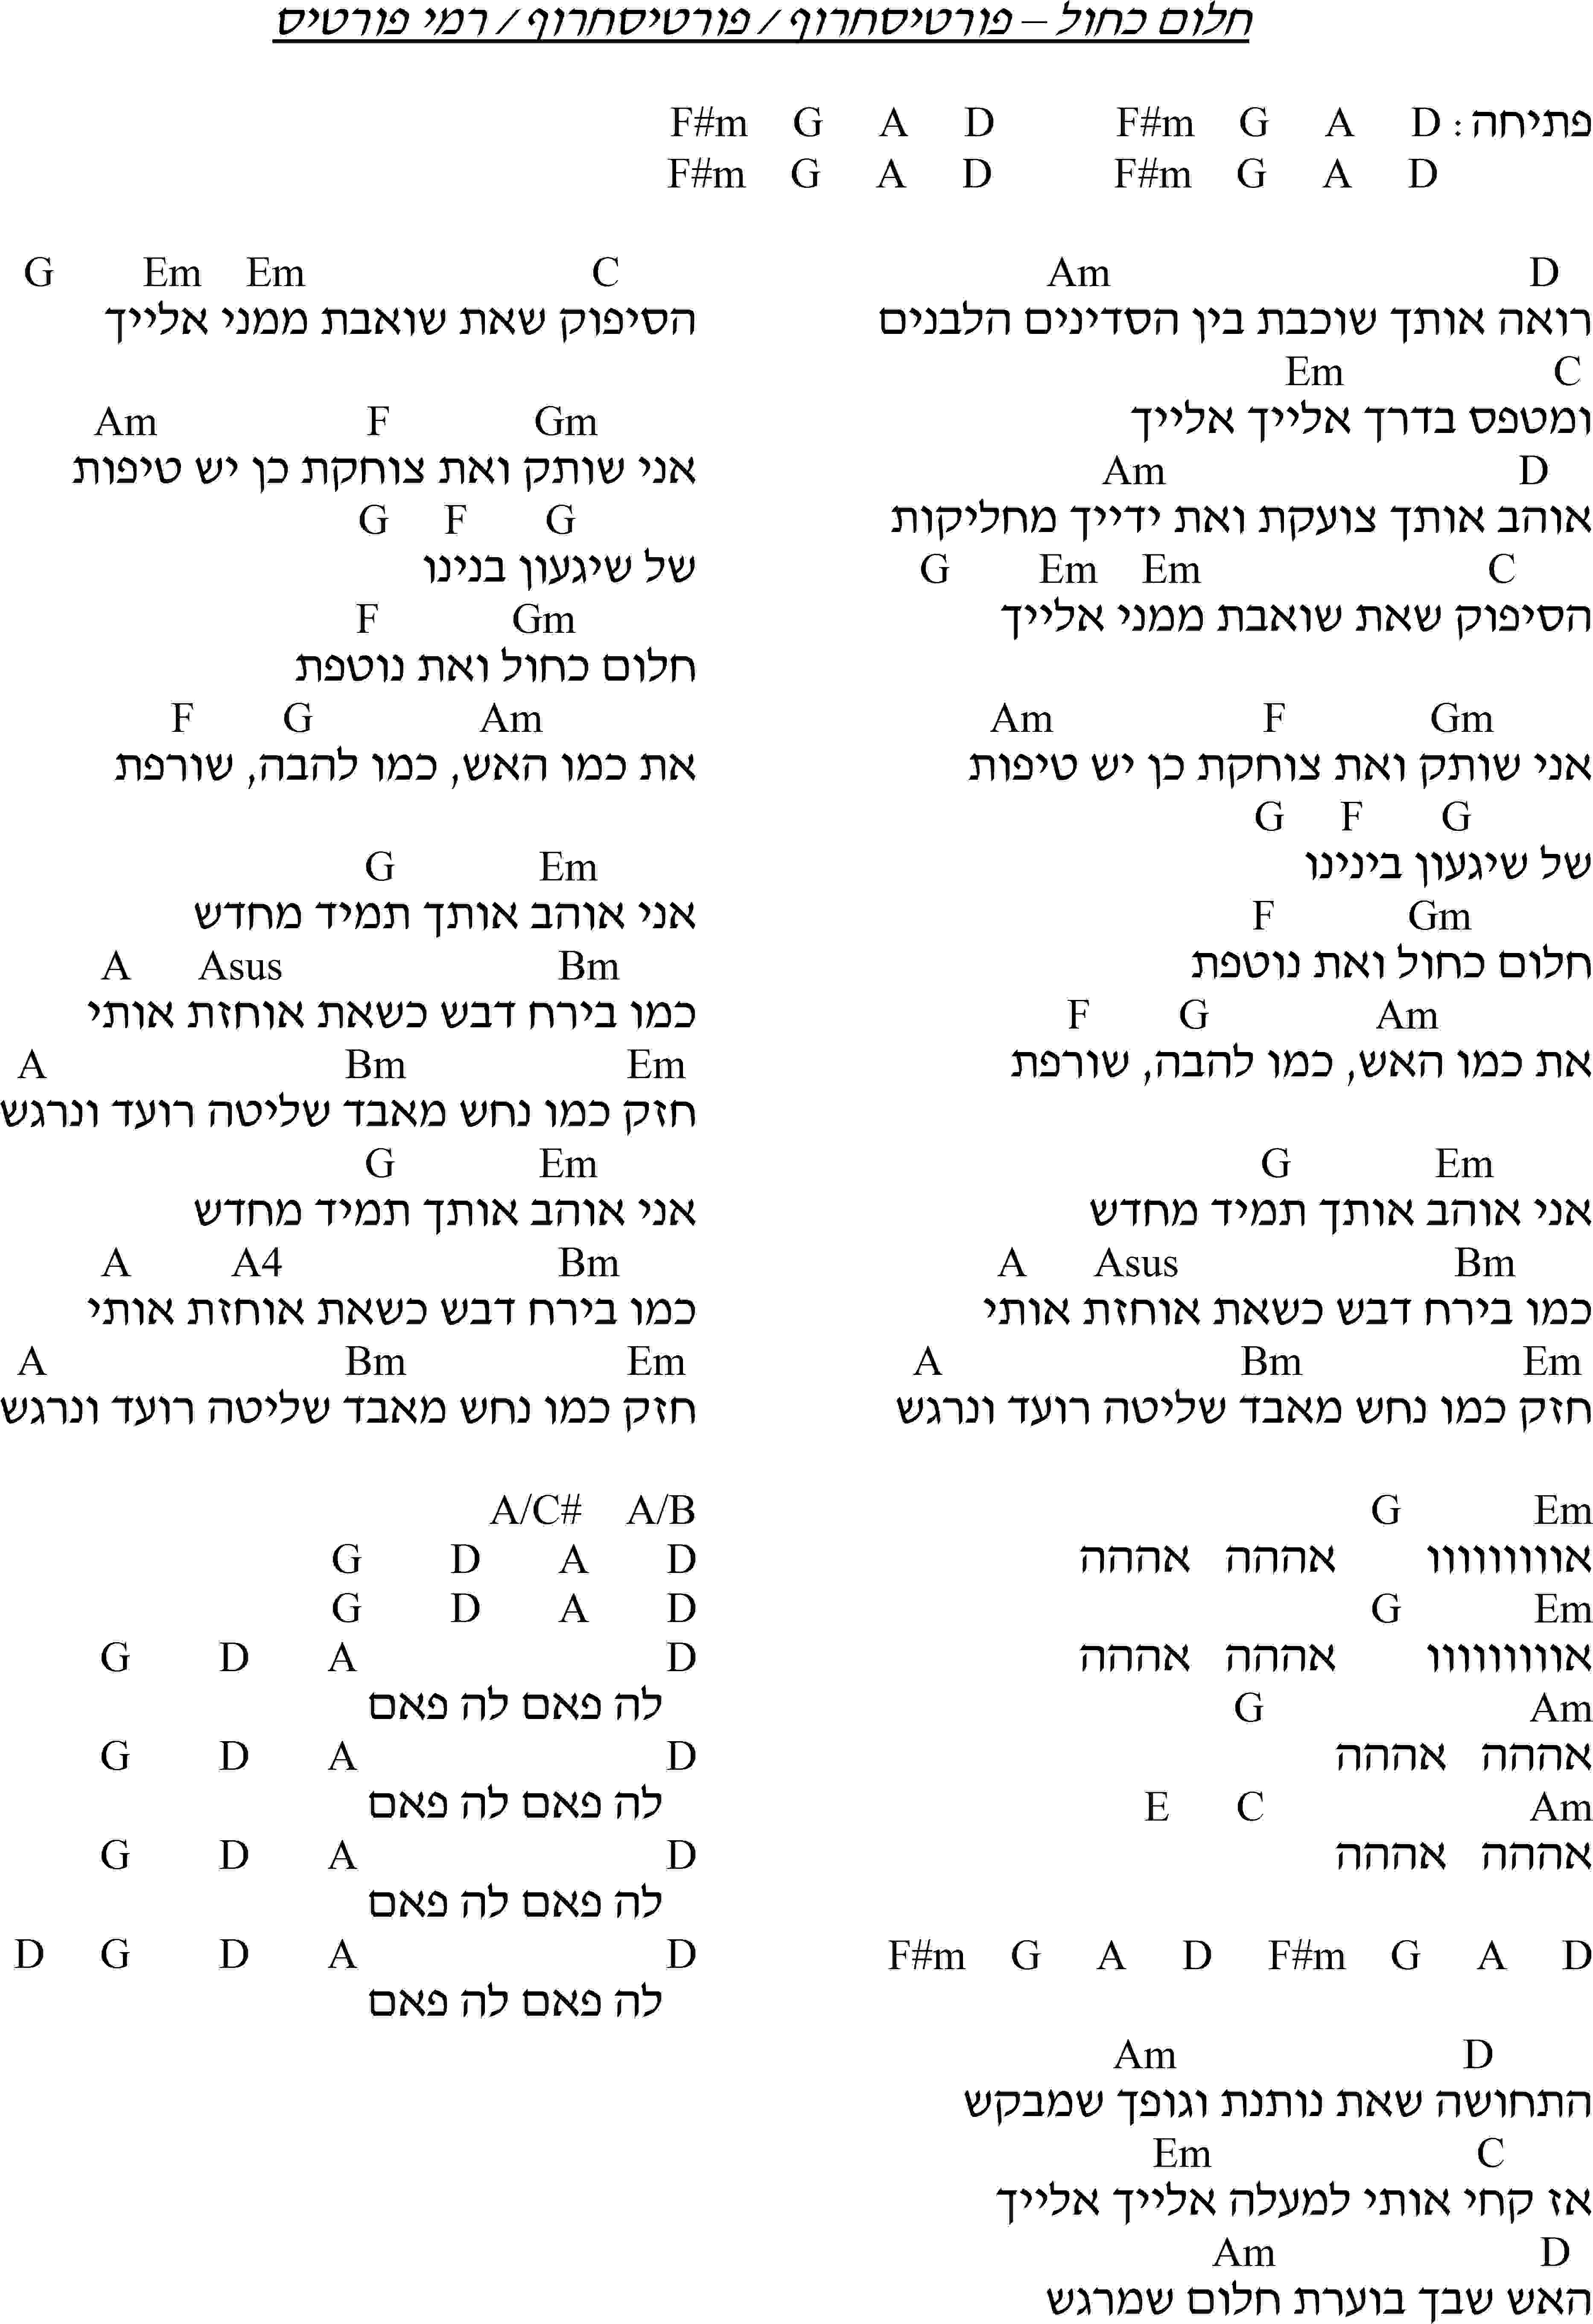 חלום כחול – פורטיסחרוף / פורטיסחרוף / רמי פורטיס
פתיחה: D A G F#m D A G F#m
D A G F#m D A G F#m
D Am
רואה אותך שוכבת בין הסדינים הלבנים
C Em
ומטפס בדרך אלייך אלייך
D Am
אוהב אותך צועקת ואת ידייך מחליקות
C Em Em G
הסיפוק שאת שואבת ממני אלייך
Gm F Am
אני שותק ואת צוחקת כן יש טיפות
G F G
של שיגעון בינינו
Gm F
חלום כחול ואת נוטפת
Am G F
את כמו האש, כמו להבה, שורפת
Em G
אני אוהב אותך תמיד מחדש
Bm Asus A
כמו בירח דבש כשאת אוחזת אותי
Em Bm A
חזק כמו נחש מאבד שליטה רועד ונרגש
Em G
אווווווווו אההה אההה
Em G
אווווווווו אההה אההה
Am G
אההה אההה
Am C E
אההה אההה
D A G F#m D A G F#m
D Am
התחושה שאת נותנת וגופך שמבקש
C Em
אז קחי אותי למעלה אלייך אלייך
D Am
האש שבך בוערת חלום שמרגש
C Em Em G
הסיפוק שאת שואבת ממני אלייך
Gm F Am
אני שותק ואת צוחקת כן יש טיפות
G F G
של שיגעון בנינו
Gm F
חלום כחול ואת נוטפת
Am G F
את כמו האש, כמו להבה, שורפת
Em G
אני אוהב אותך תמיד מחדש
Bm Asus A
כמו בירח דבש כשאת אוחזת אותי
Em Bm A
חזק כמו נחש מאבד שליטה רועד ונרגש
Em G
אני אוהב אותך תמיד מחדש
Bm A4 A
כמו בירח דבש כשאת אוחזת אותי
Em Bm A
חזק כמו נחש מאבד שליטה רועד ונרגש
A/B A/C#
D A D G
D A D G
D A D G
לה פאם לה פאם
D A D G
לה פאם לה פאם
D A D G
לה פאם לה פאם
D A D G D
לה פאם לה פאם